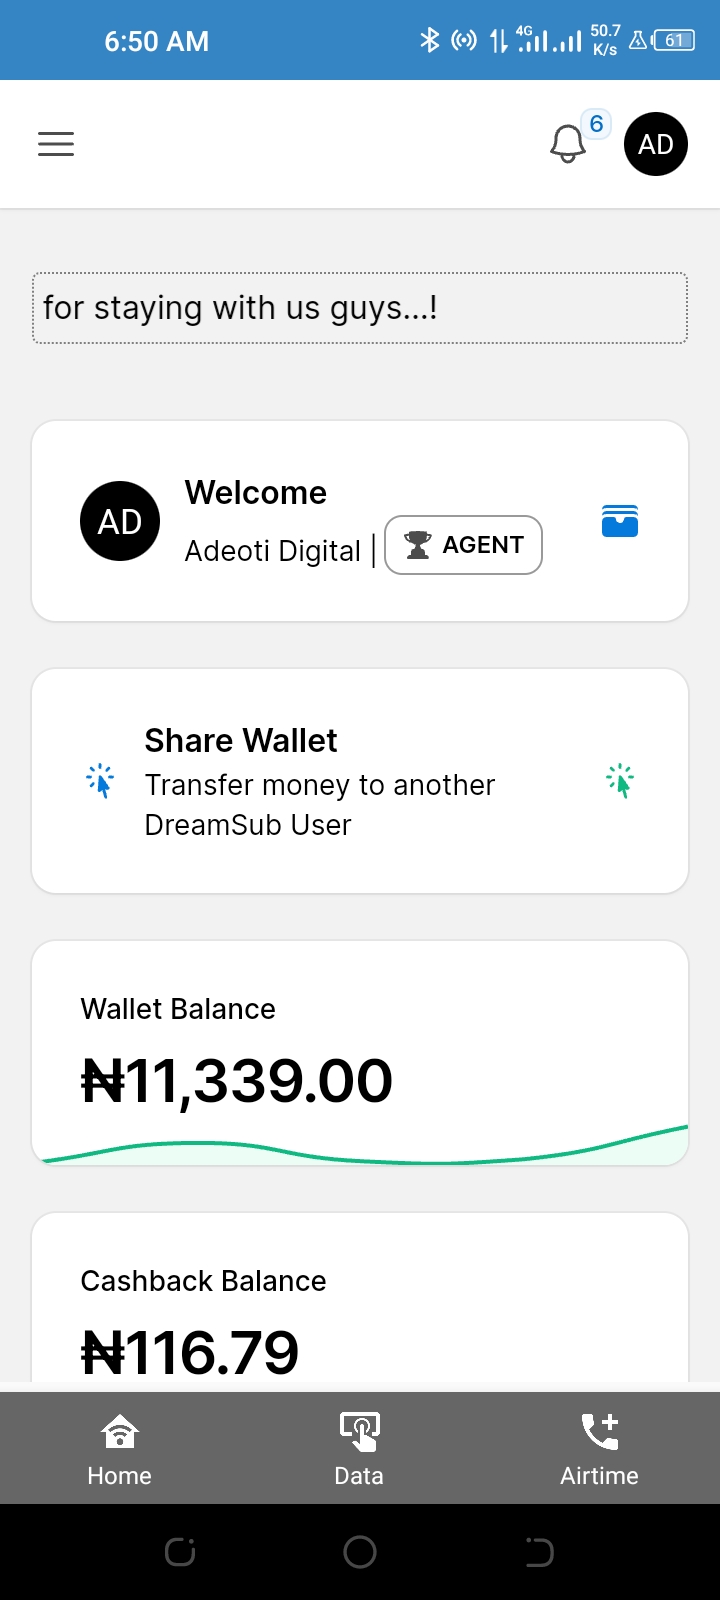 6:50 AM
4G
50.7
K/s
61
6
AD
for staying with us guys...!
AD
Welcome
Adeoti Digital |
AGENT
Share Wallet
Transfer money to another
DreamSub User
Wallet Balance
₦11,339.00
Cashback Balance
₦116.79
Home
Data
Airtime